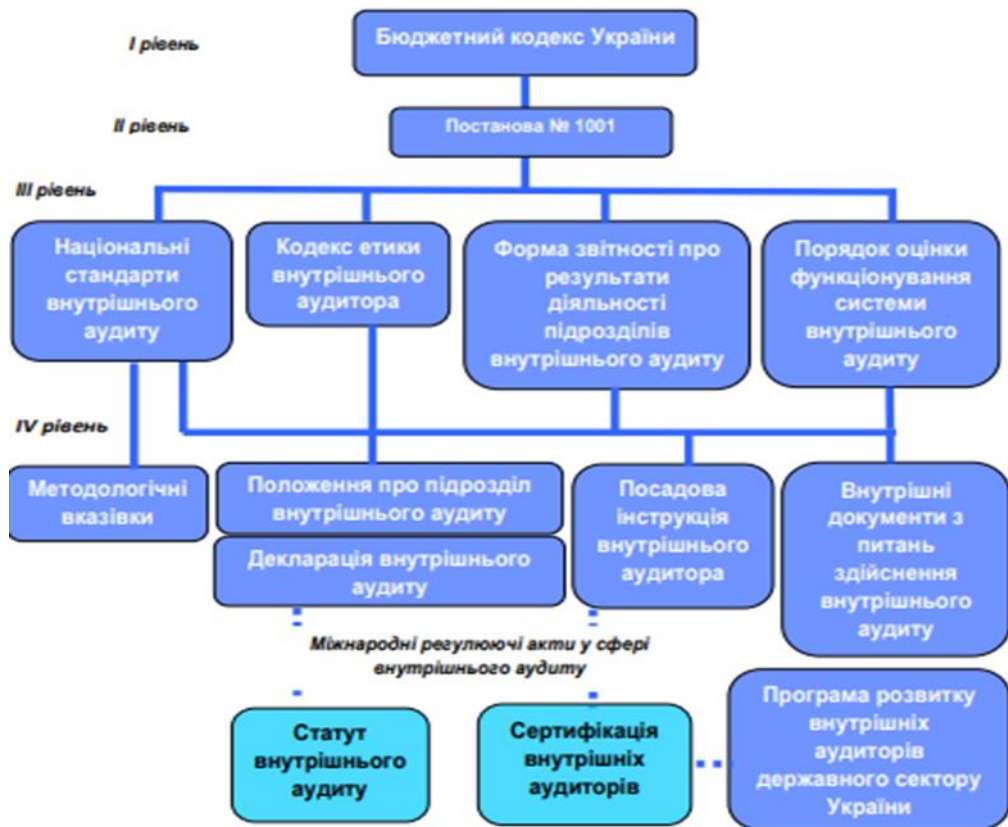 I рівень
Бюджетний кодекс України
II рівень
Постанова № 1001
III рівень
Національні
стандарти
внутрішнього
аудиту
Кодекс етики
внутрішнього
аудитора
Форма звітності про
результати
діяльності
підрозділів
внутрішнього аудиту
Порядок оцінки
функціонування
системи
внутрішнього
аудиту
IV рівень
Методологічні
вказівки
Положення про підрозділ
внутрішнього аудиту
Декларація внутрішнього
аудиту
Посадова
інструкція
внутрішнього
аудитора
Внутрішні
документи з
питань
здійснення
внутрішнього
аудиту
Міжнародні регулюючі акти у сфері
внутрішнього аудиту
Статут
внутрішнього
аудиту
Сертифікація
внутрішніх
аудиторів
Програма розвитку
внутрішніх
аудиторів
державного сектору
України